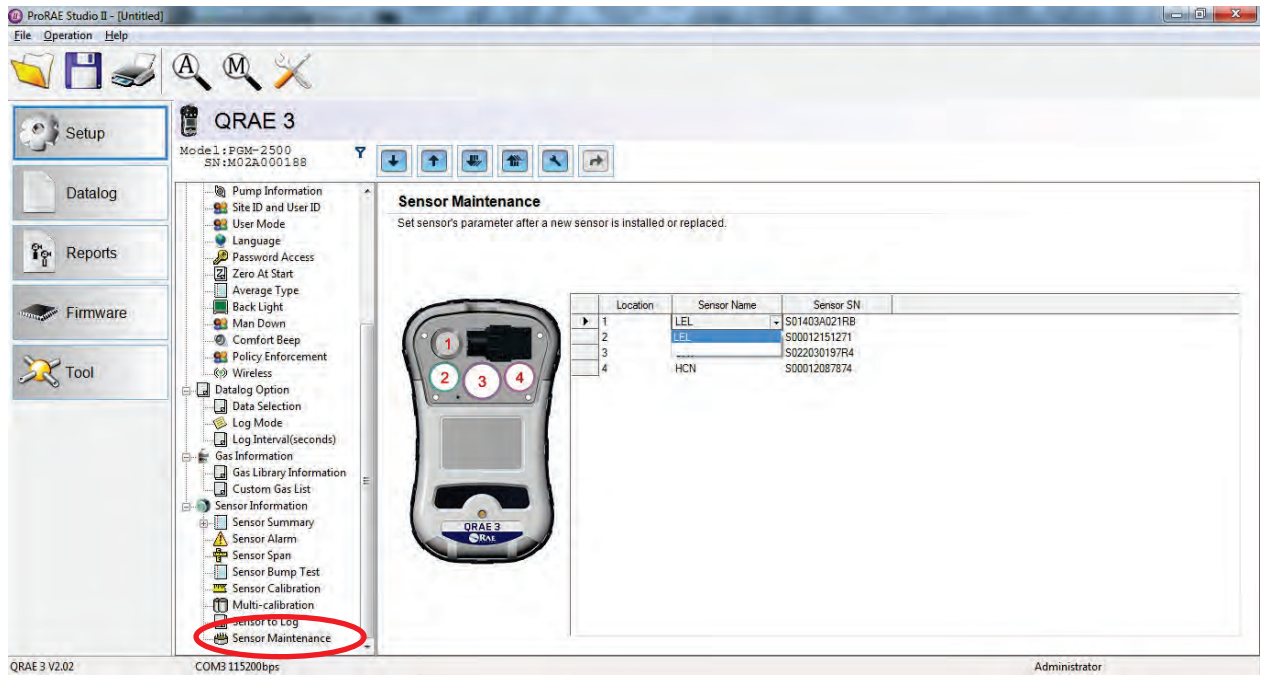 ProRAE Studio II - [Untitled]
File Operation Help
A M
Setup
Datalog
Reports
Firmware
Tool
QRAE 3
Model:PGM-2500
SN:M02A000188
Pump Information
Site ID and User ID
User Mode
Language
Password Access
Zero At Start
Average Type
Back Light
Man Down
Comfort Beep
Policy Enforcement
Wireless
Datalog Option
Data Selection
Log Mode
Log Interval(seconds)
Gas Information
Gas Library Information
Custom Gas List
Sensor Information
Sensor Summary
Sensor Alarm
Sensor Span
Sensor Bump Test
Sensor Calibration
Multi-calibration
Sensor to Log
Sensor Maintenance
Sensor Maintenance
Set sensor's parameter after a new sensor is installed or replaced.
1
2 3 4
QRAE 3
RAE
Location Sensor Name Sensor SN
1 LEL S01403A021RB
2 LEL S00012151271
3 S022030197R4
4 HCN S00012087874
QRAE 3 V2.02 COM3 115200bps Administrator